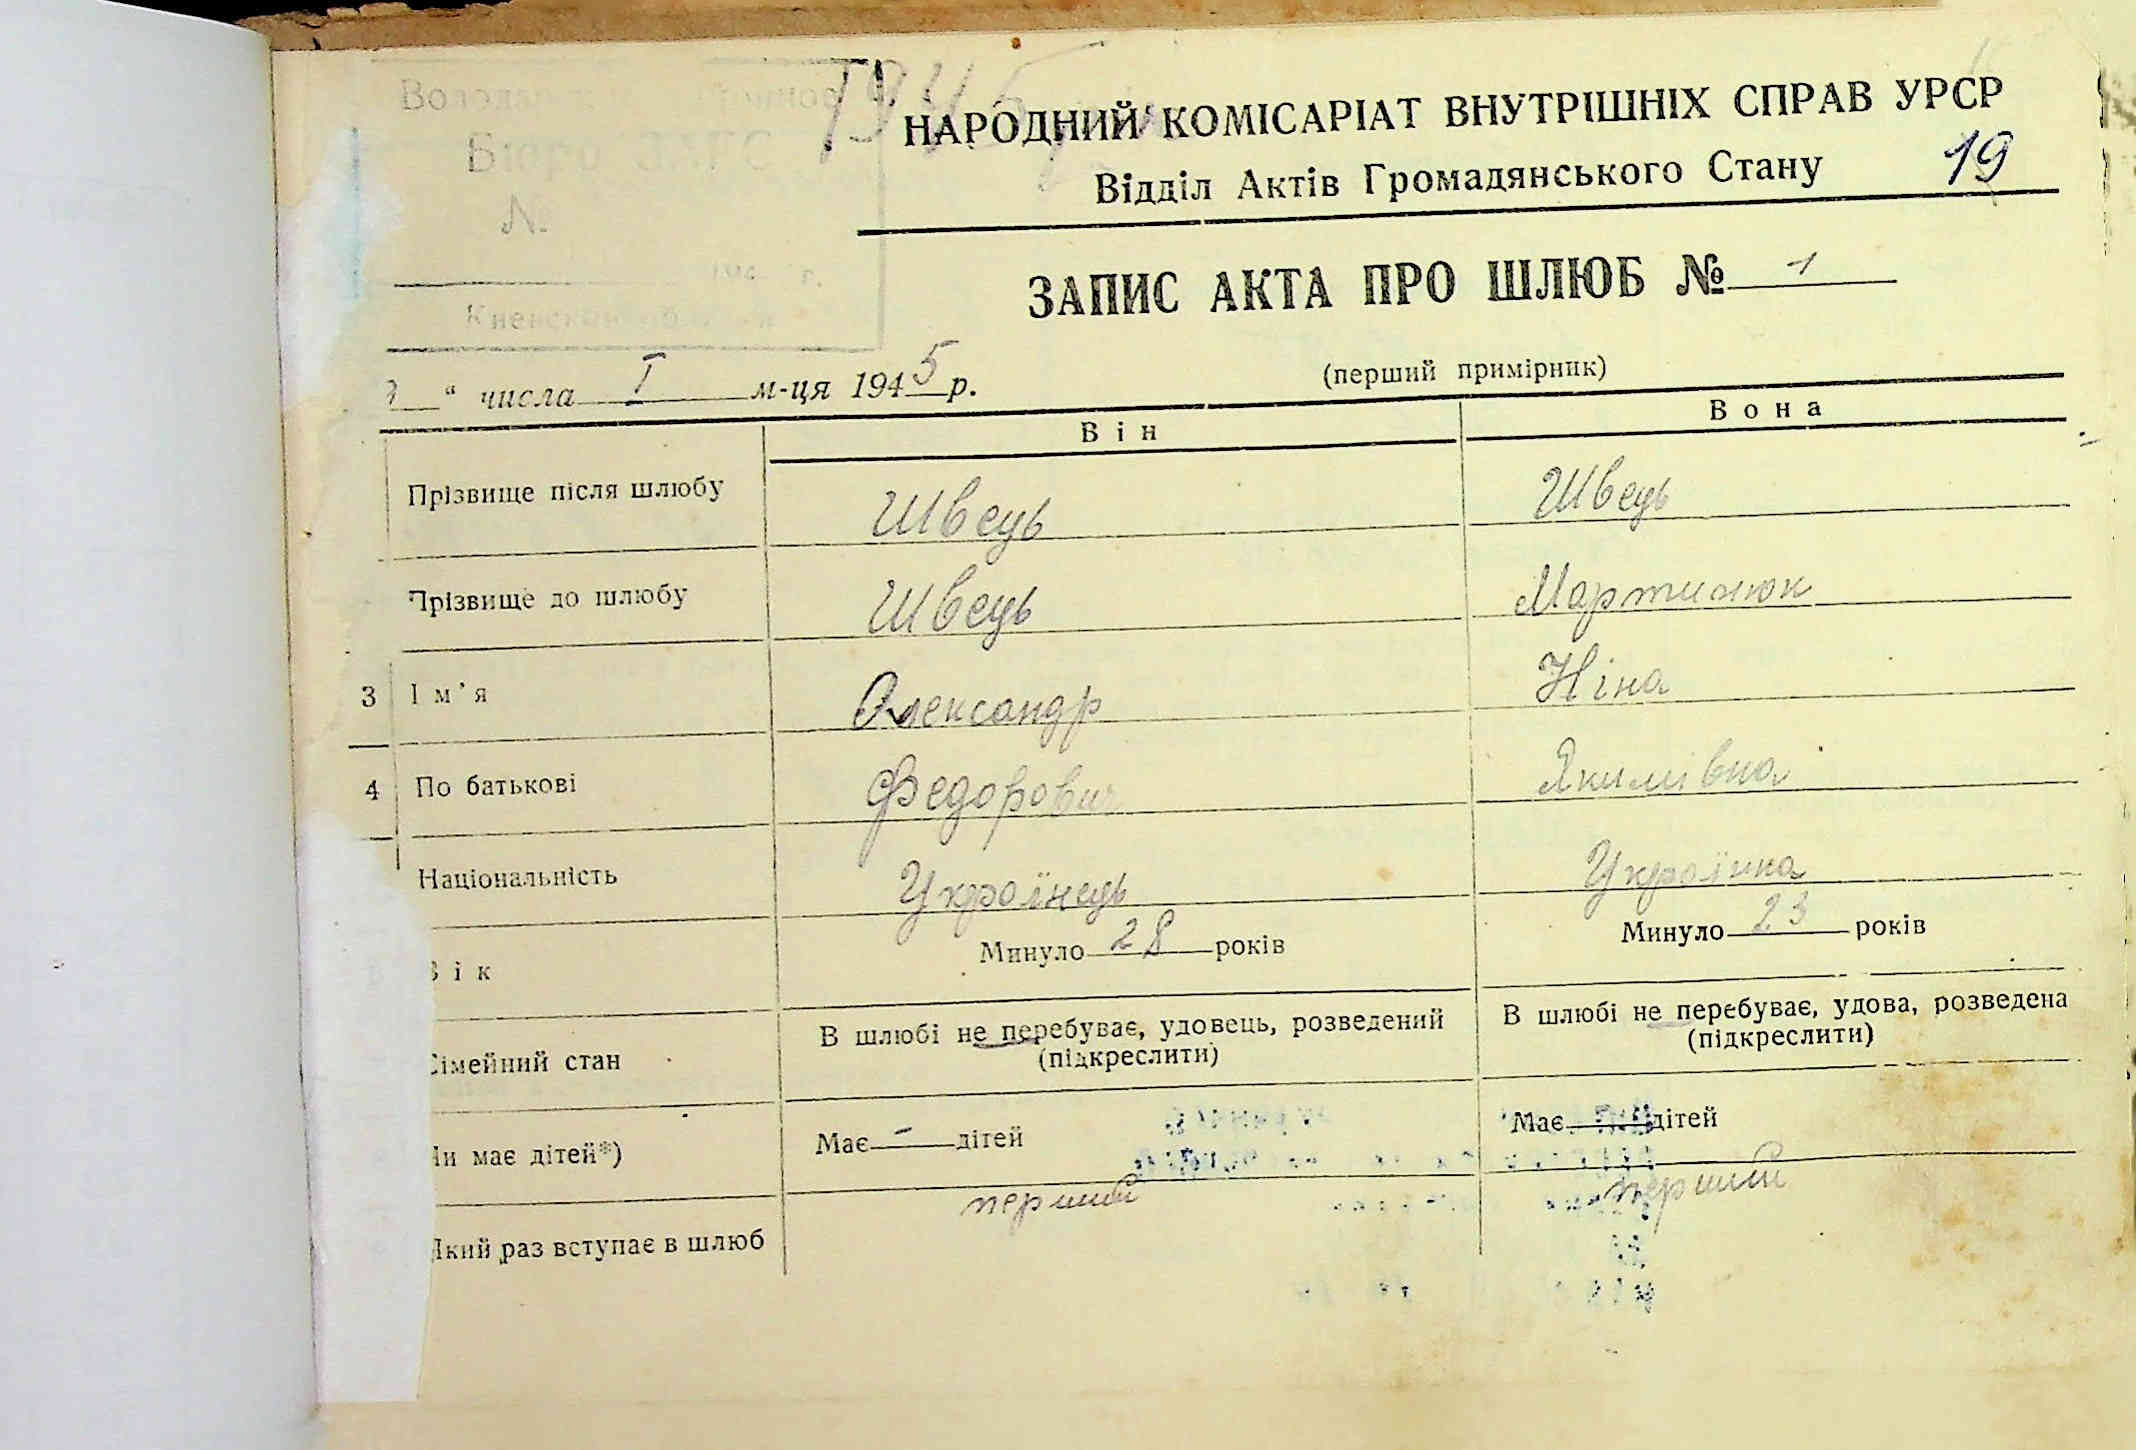 Бюро ЗАГС
№
194 р.
1945
НАРОДНИЙ КОМІСАРІАТ ВНУТРІШНІХ СПРАВ УРСР
Відділ Актів Громадянського Стану 19
ЗАПИС АКТА ПРО ШЛЮБ № 1
(перший примірник)
“ числа I м-ця 1945 р.
Він Вона
Прізвище після шлюбу Швець Швець
Прізвище до шлюбу Швець Мартинюк
3 Ім’я Олександр Ніна
4 По батькові Федорович Якимівна
Національність Українець Українка
Вік Минуло 28 років Минуло 23 років
Сімейний стан В шлюбі не перебуває, удовець, розведений (підкреслити) В шлюбі не перебуває, удова, розведена (підкреслити)
Чи має дітей*) Має - дітей Має дітей
Який раз вступає в шлюб перший перший